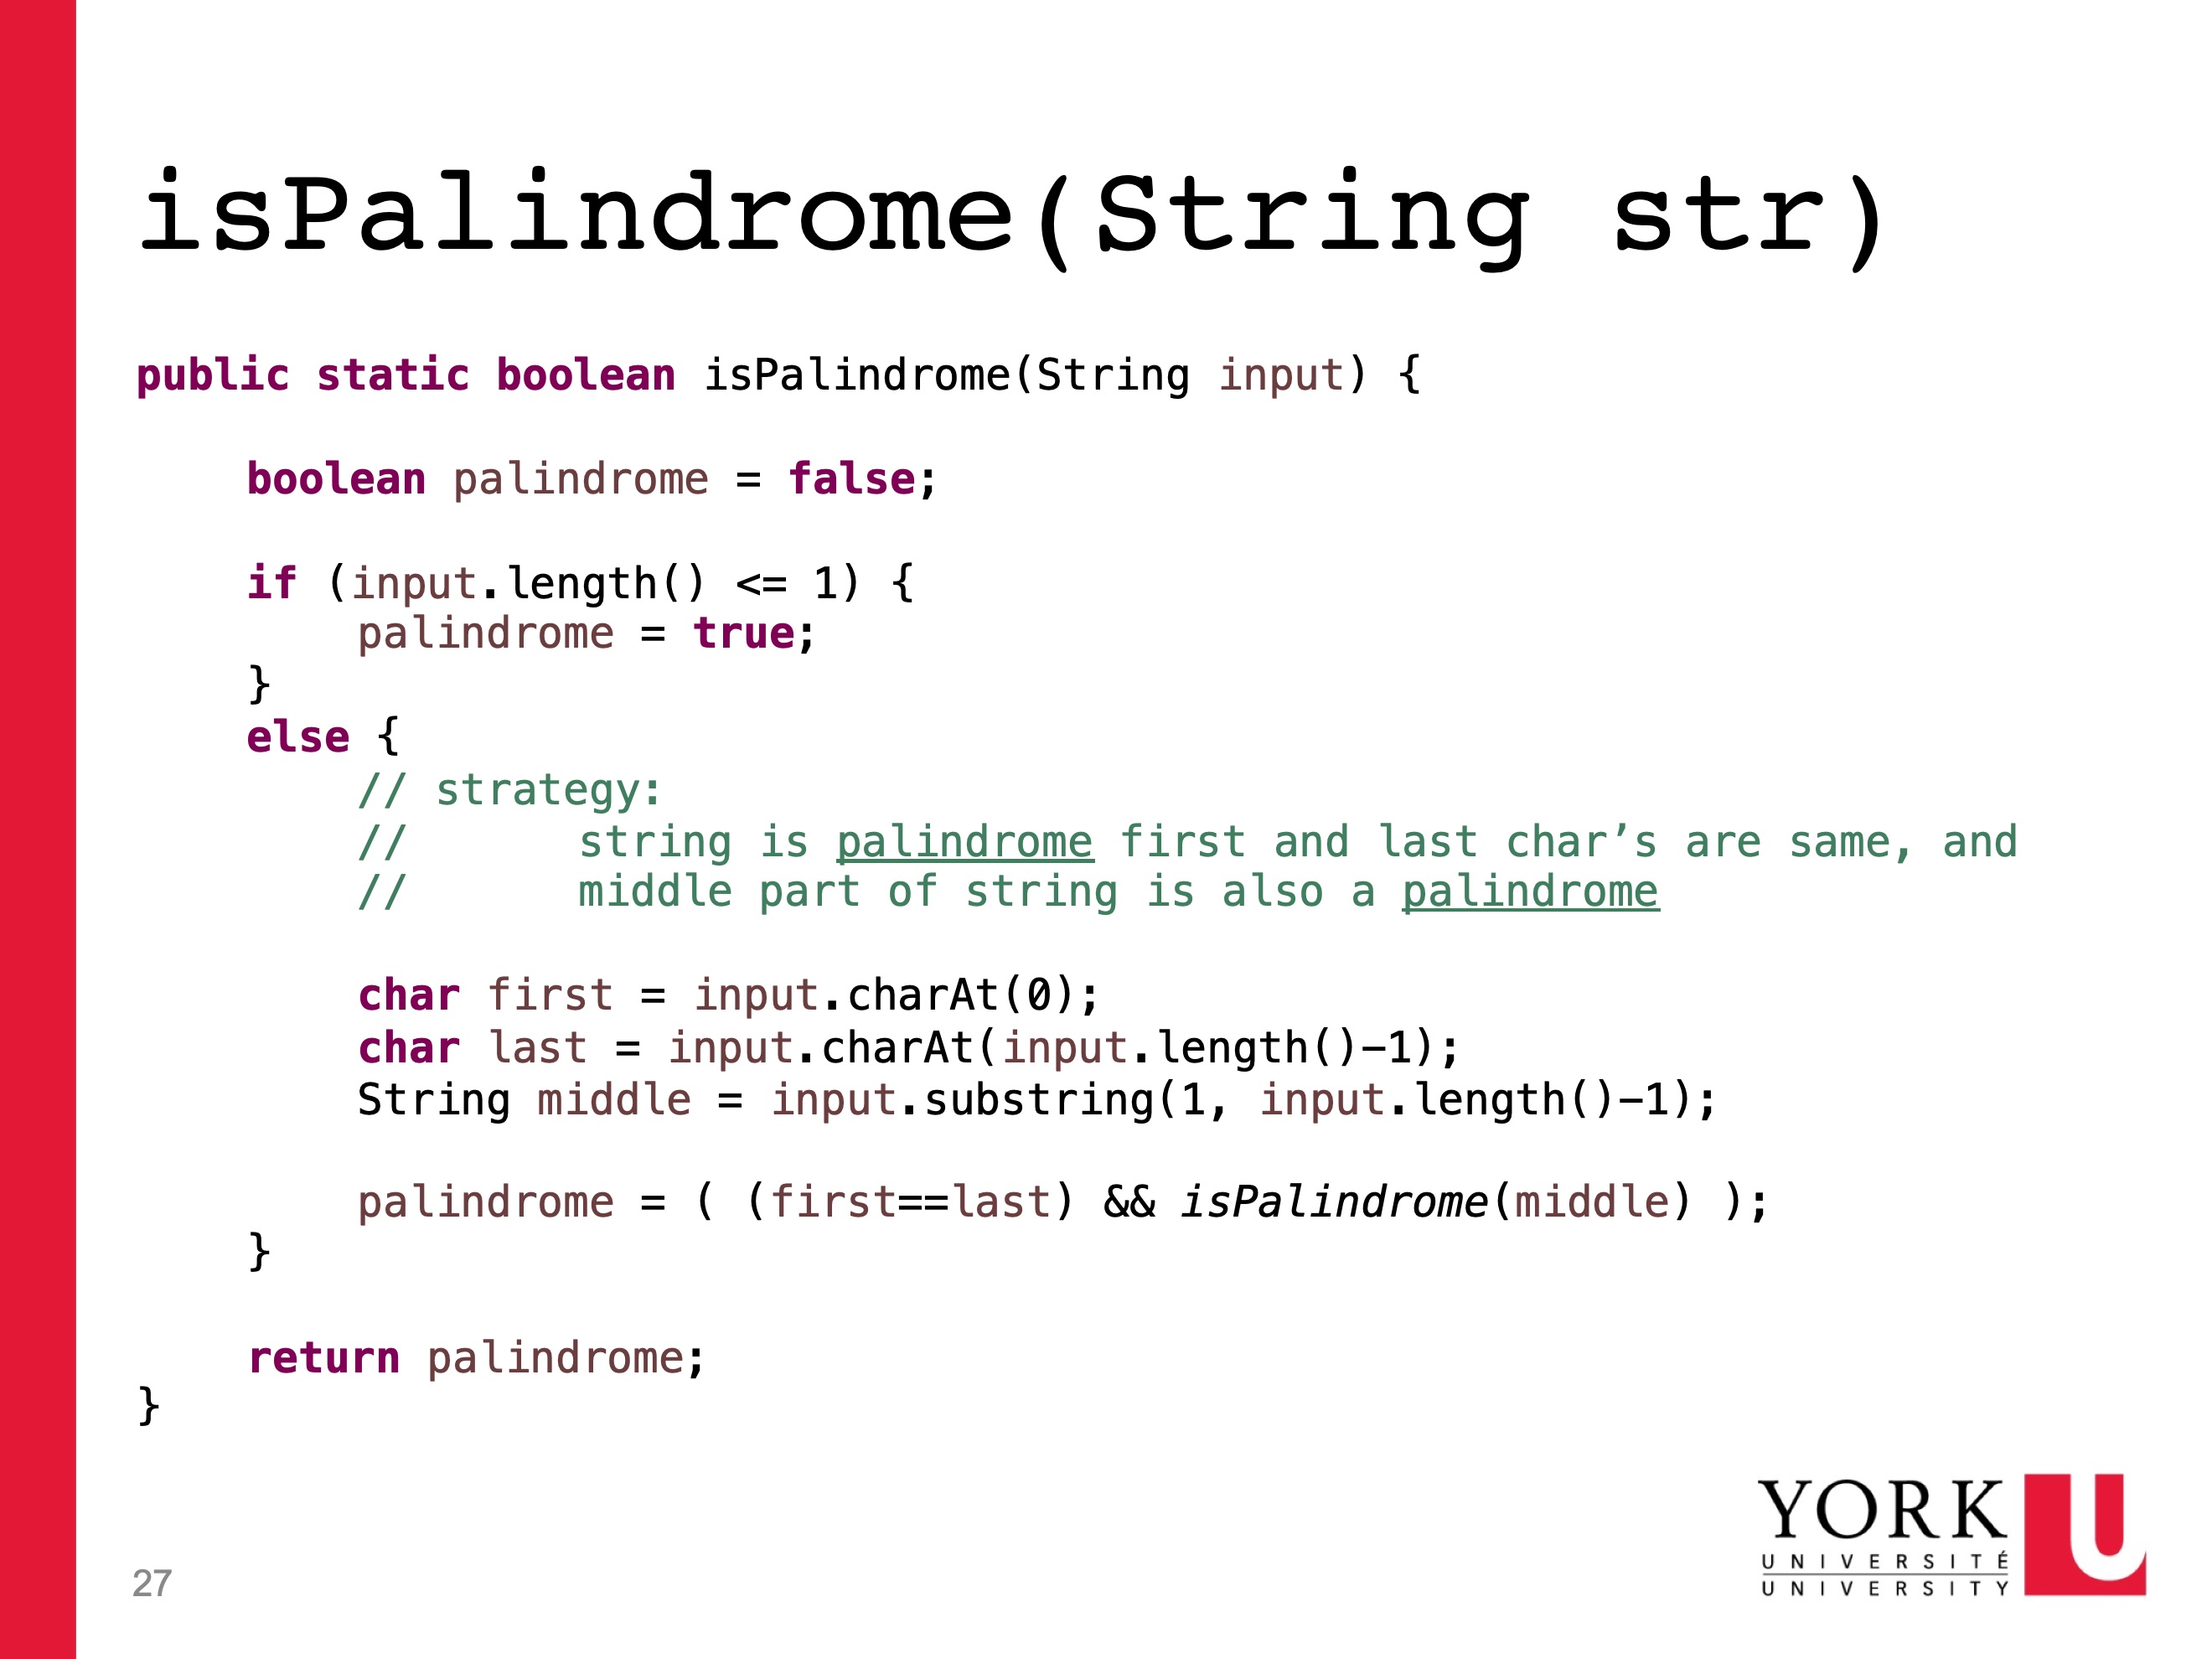 isPalindrome(String str)
public static boolean isPalindrome(String input) {
boolean palindrome = false;
if (input.length() <= 1) {
palindrome = true;
}
else {
// strategy:
// string is palindrome first and last char’s are same, and
// middle part of string is also a palindrome
char first = input.charAt(0);
char last = input.charAt(input.length()-1);
String middle = input.substring(1, input.length()-1);
palindrome = ( (first==last) && isPalindrome(middle) );
}
return palindrome;
}
27
YORK U
UNIVERSITÉ
UNIVERSITY